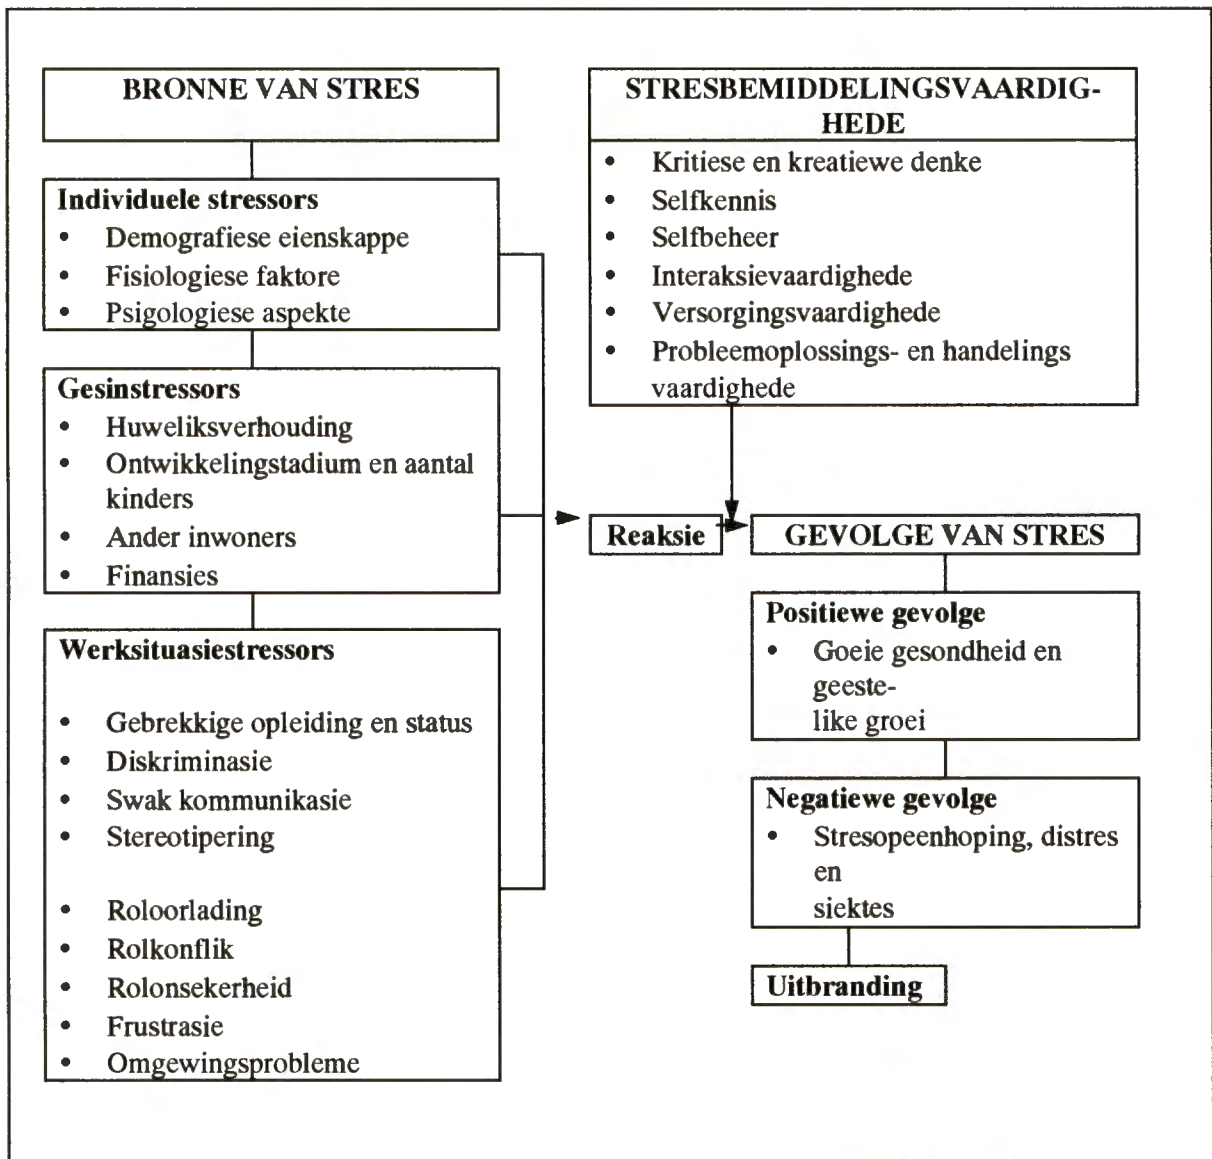 BRONNE VAN STRES
Individuele stressors
• Demografiese eienskappe
• Fisiologiese faktore
• Psigologiese aspekte
Gesinstressors
• Huweliksverhouding
• Ontwikkelingstadium en aantal
kinders
• Ander inwoners
• Finansies
Werksituasiestressors
• Gebrekkige opleiding en status
• Diskriminasie
• Swak kommunikasie
• Stereotipering
• Roloorlading
• Rolkonflik
• Rolonsekerheid
• Frustrasie
• Omgewingsprobleme
STRESBEMIDDELINGSVAARDIG-
HEDE
• Kritiese en kreatiewe denke
• Selfkennis
• Selfbeheer
• Interaksievaardighede
• Versorgingsvaardighede
• Probleemoplossings- en handelings
vaardighede
Reaksie
GEVOLGE VAN STRES
Positiewe gevolge
• Goeie gesondheid en
geeste-
like groei
Negatiewe gevolge
• Stresopeenhoping, distres
en
siektes
Uitbranding